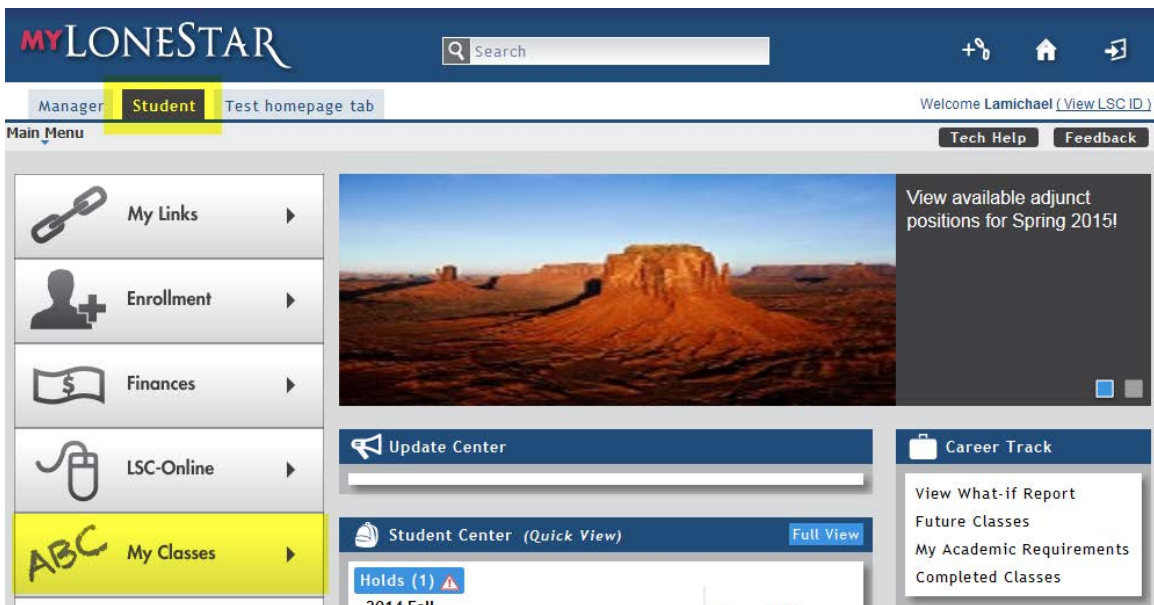 MYLONESTAR
Search
Manager Student Test homepage tab
Welcome Lamichael ( View LSC ID )
Main Menu
Tech Help Feedback
My Links
Enrollment
Finances
LSC-Online
ABC My Classes
View available adjunct
positions for Spring 2015!
Update Center
Student Center (Quick View) Full View
Holds (1)
2014 Fall
Career Track
View What-if Report
Future Classes
My Academic Requirements
Completed Classes